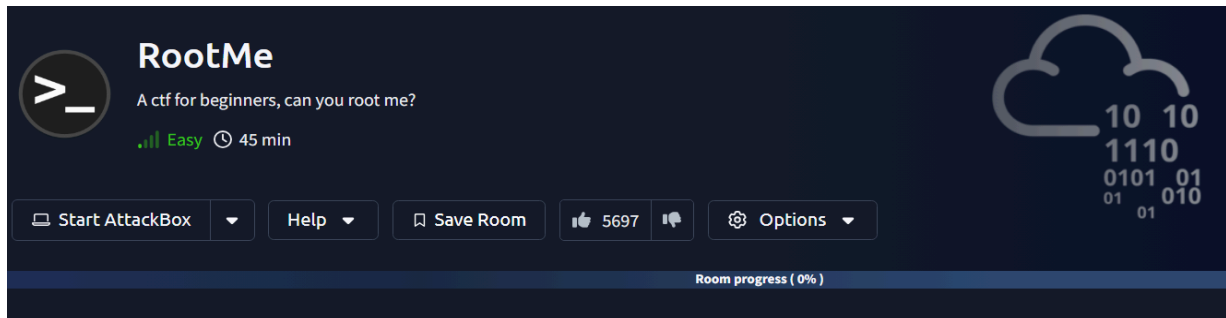 RootMe
>_
A ctf for beginners, can you root me?
Easy 45 min
10 10
1110
0101 01
01 010
01
Start AttackBox Help Save Room 5697 Options
Room progress ( 0% )